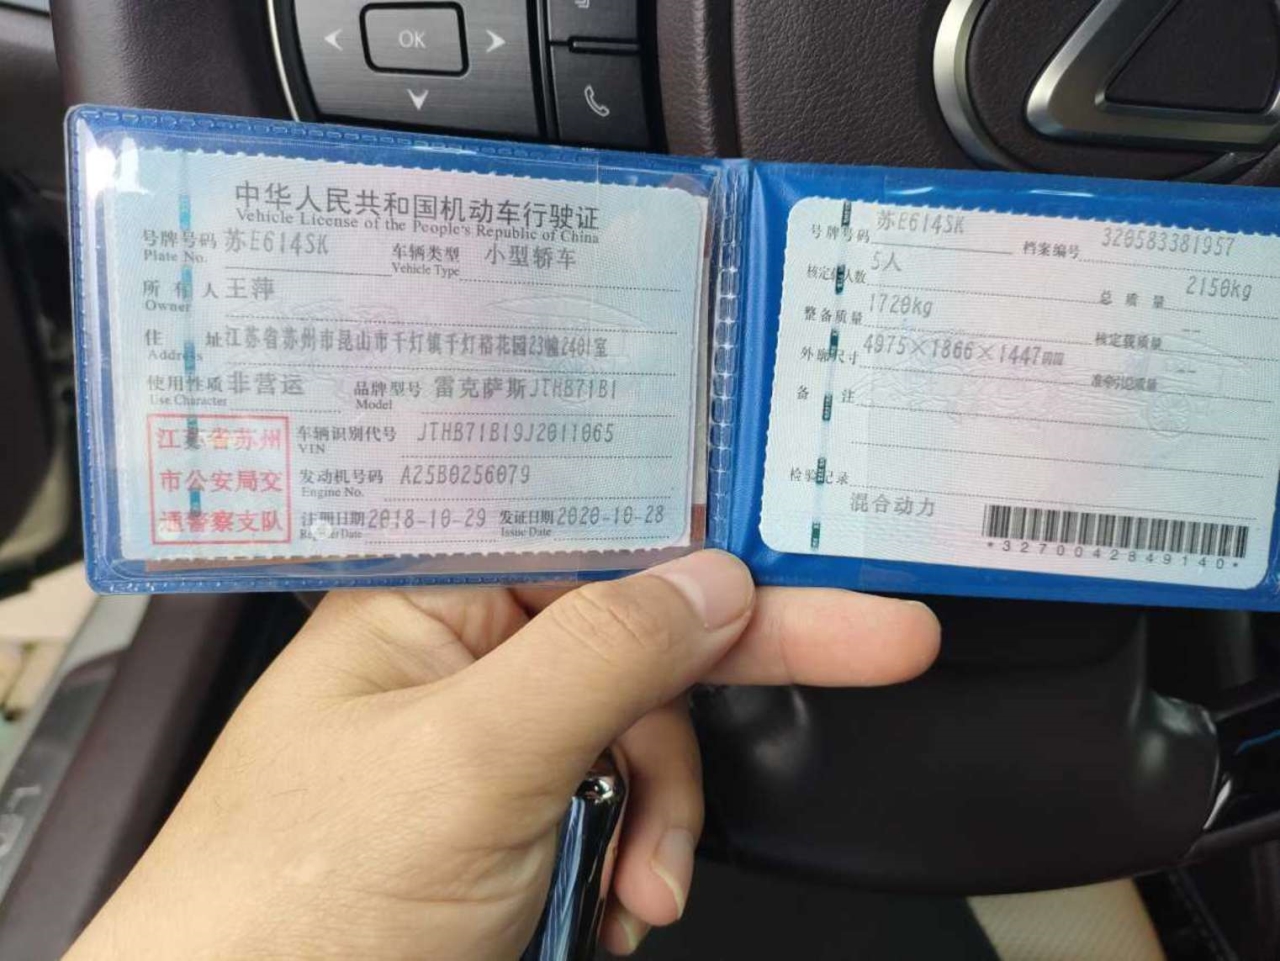 OK
中华人民共和国机动车行驶证
Vehicle License of the People's Republic of China
号牌号码 苏E614SK 车辆类型 小型轿车
Plate No. Vehicle Type
所有人 王萍
Owner
住址 江苏省苏州市昆山市千灯镇千灯裕花园23幢2401室
Address
使用性质 非营运 品牌型号 雷克萨斯JTHB71B1
Use Character Model
江苏省苏州
市公安局交
通警察支队
车辆识别代号 JTHB71B19J2011065
VIN
发动机号码 A25B0256079
Engine No.
注册日期 2018-10-29 发证日期 2020-10-28
Register Date Issue Date
号牌号码 苏E614SK 档案编号 320583381957
核定载人数 5人 总质量 2150kg
整备质量 1720kg 核定载质量 --
外廓尺寸 4975×1866×1447mm 准牵引总质量 --
备注
检验记录
混合动力
*3270042849140*